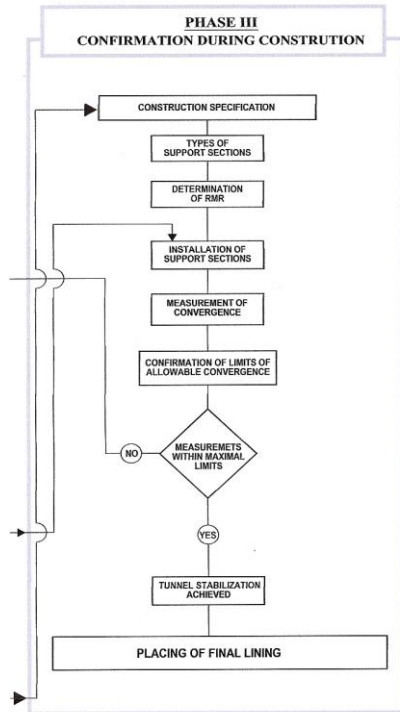 PHASE III
CONFIRMATION DURING CONSTRUTION
CONSTRUCTION SPECIFICATION
TYPES OF
SUPPORT SECTIONS
DETERMINATION
OF RMR
INSTALLATION OF
SUPPORT SECTIONS
MEASUREMENT OF
CONVERGENCE
CONFIRMATION OF LIMITS OF
ALLOWABLE CONVERGENCE
MEASUREMETS
WITHIN MAXIMAL
LIMITS
NO
YES
TUNNEL STABILIZATION
ACHIEVED
PLACING OF FINAL LINING